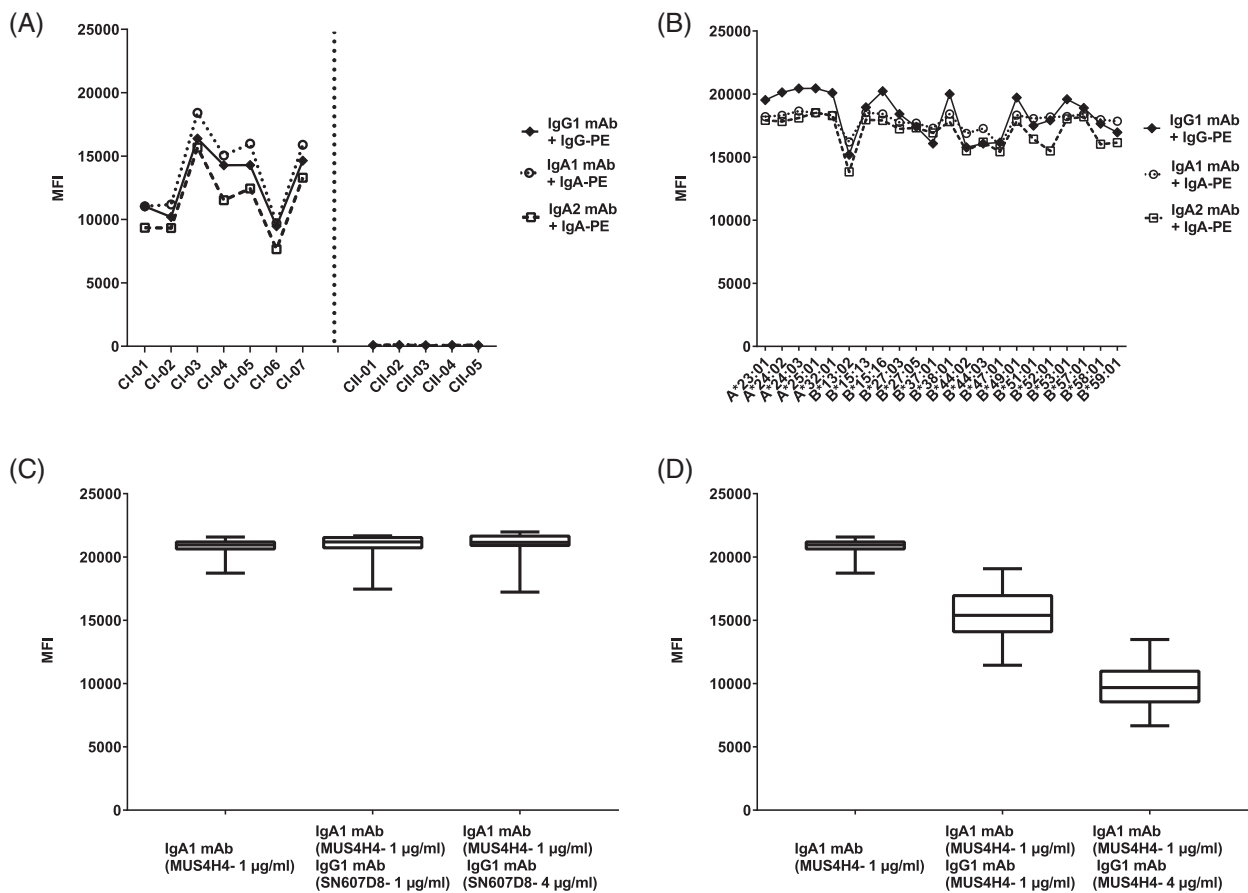 (A)
25000
20000
15000
10000
5000
0
MFI
CI-01
CI-02
CI-03
CI-04
CI-05
CI-06
CI-07
CII-01
CII-02
CII-03
CII-04
CII-05
IgG1 mAb
+ IgG-PE
IgA1 mAb
+ IgA-PE
IgA2 mAb
+ IgA-PE
(B)
25000
20000
15000
10000
5000
0
MFI
A*23:01
A*24:02
A*24:03
A*25:01
A*32:01
B*13:02
B*15:13
B*15:16
B*27:03
B*27:05
B*37:01
B*38:01
B*44:02
B*44:03
B*47:01
B*49:01
B*51:01
B*52:01
B*53:01
B*57:01
B*58:01
B*59:01
IgG1 mAb
+ IgG-PE
IgA1 mAb
+ IgA-PE
IgA2 mAb
+ IgA-PE
(C)
25000
20000
15000
10000
5000
0
MFI
IgA1 mAb
(MUS4H4- 1 µg/ml)
IgA1 mAb
(MUS4H4- 1 µg/ml)
IgG1 mAb
(SN607D8- 1 µg/ml)
IgA1 mAb
(MUS4H4- 1 µg/ml)
IgG1 mAb
(SN607D8- 4 µg/ml)
(D)
25000
20000
15000
10000
5000
0
MFI
IgA1 mAb
(MUS4H4- 1 µg/ml)
IgA1 mAb
(MUS4H4- 1 µg/ml)
IgG1 mAb
(MUS4H4- 1 µg/ml)
IgA1 mAb
(MUS4H4- 1 µg/ml)
IgG1 mAb
(MUS4H4- 4 µg/ml)